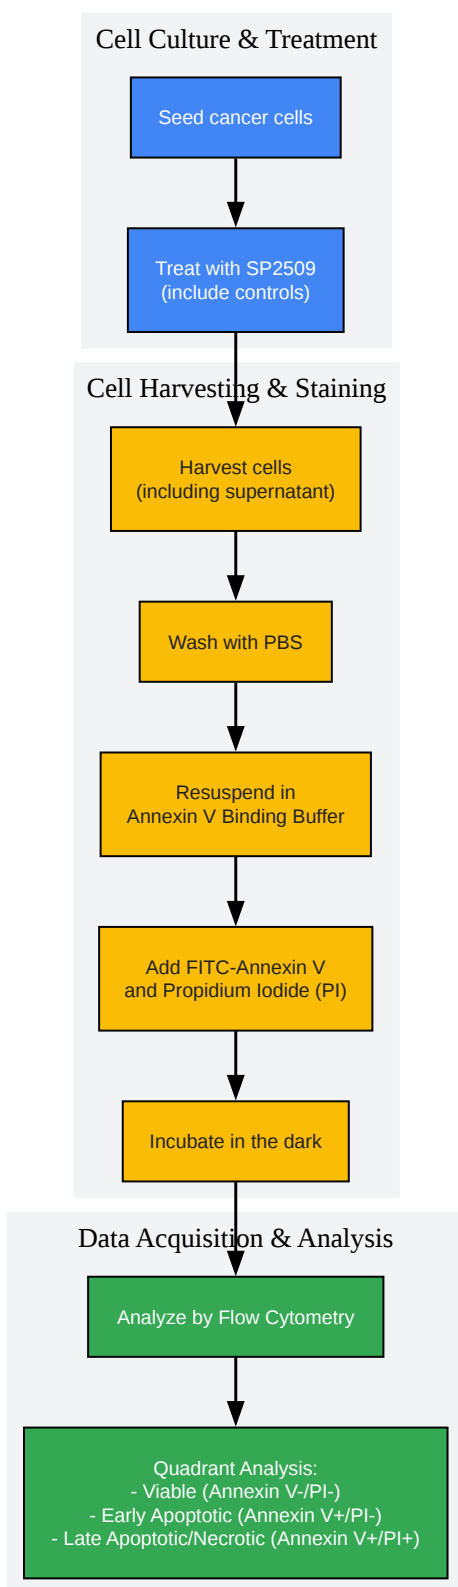 Cell Culture & Treatment
Seed cancer cells
Treat with SP2509
(include controls)
Cell Harvesting & Staining
Harvest cells
(including supernatant)
Wash with PBS
Resuspend in
Annexin V Binding Buffer
Add FITC-Annexin V
and Propidium Iodide (PI)
Incubate in the dark
Data Acquisition & Analysis
Analyze by Flow Cytometry
Quadrant Analysis:
- Viable (Annexin V-/PI-)
- Early Apoptotic (Annexin V+/PI-)
- Late Apoptotic/Necrotic (Annexin V+/PI+)